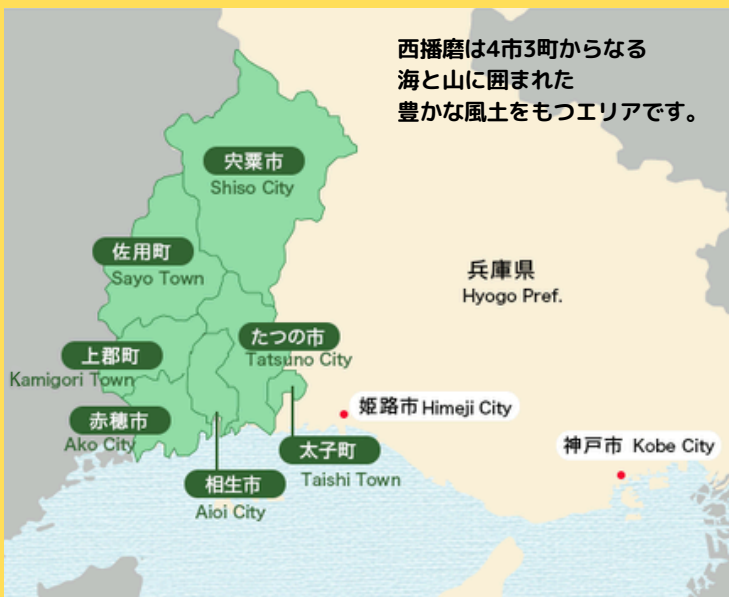 西播磨は4市3町からなる
海と山に囲まれた
豊かな風土をもつエリアです。
宍粟市
Shiso City
佐用町
Sayo Town
兵庫県
Hyogo Pref.
たつの市
Tatsuno City
上郡町
Kamigori Town
姫路市 Himeji City
赤穂市
Ako City
太子町
Taishi Town
神戸市 Kobe City
相生市
Aioi City